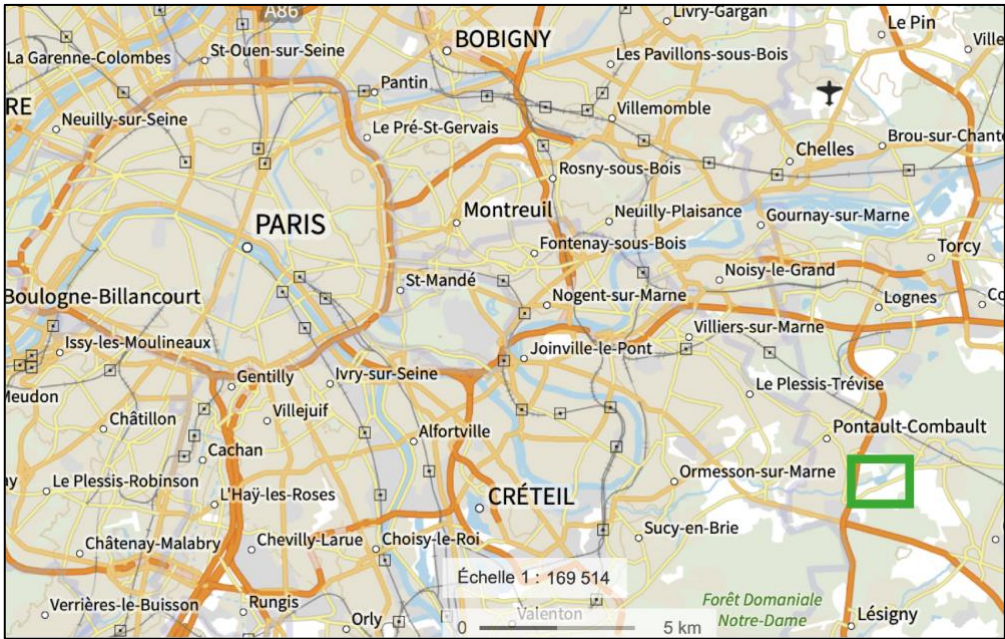 A86
Livry-Gargan
Le Pin
La Garenne-Colombes
St-Ouen-sur-Seine
BOBIGNY
Les Pavillons-sous-Bois
Ville
Pantin
RE
Neuilly-sur-Seine
Villemomble
Le Pré-St-Gervais
Brou-sur-Chante
Chelles
Rosny-sous-Bois
Montreuil
Neuilly-Plaisance
Gournay-sur-Marne
PARIS
Fontenay-sous-Bois
Torcy
St-Mandé
Noisy-le-Grand
Boulogne-Billancourt
Nogent-sur-Marne
Lognes
Co
Villiers-sur-Marne
Issy-les-Moulineaux
Joinville-le-Pont
Gentilly
Ivry-sur-Seine
Le Plessis-Trévise
Meudon
Villejuif
Châtillon
Alfortville
Pontault-Combault
Cachan
Ormesson-sur-Marne
ay
Le Plessis-Robinson
L'Haÿ-les-Roses
CRÉTEIL
Sucy-en-Brie
Châtenay-Malabry
Chevilly-Larue
Choisy-le-Roi
Échelle 1 : 169 514
Verrières-le-Buisson
Rungis
Orly
Valenton
Forêt Domaniale
Notre-Dame
Lésigny
0
5 km